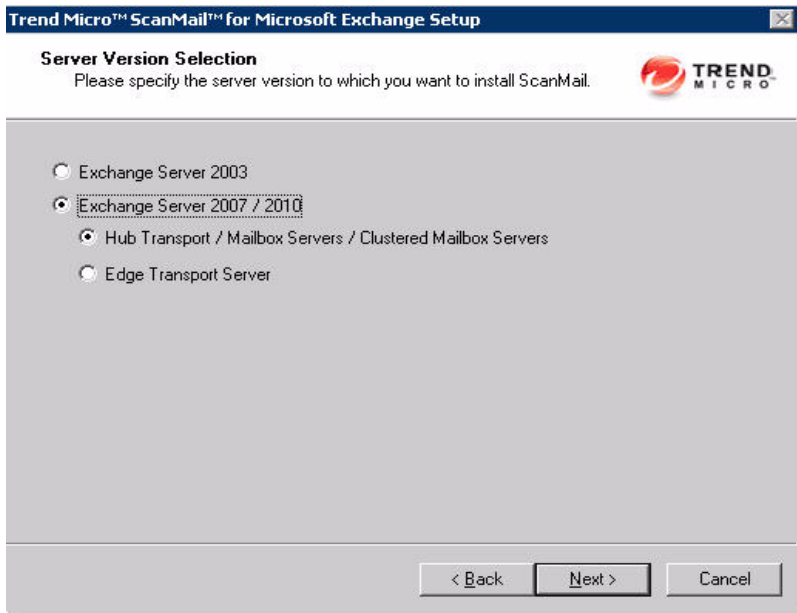 Trend Micro™ ScanMail™ for Microsoft Exchange Setup
Server Version Selection
Please specify the server version to which you want to install ScanMail.
TREND
MICRO™
Exchange Server 2003
Exchange Server 2007 / 2010
Hub Transport / Mailbox Servers / Clustered Mailbox Servers
Edge Transport Server
< Back
Next >
Cancel